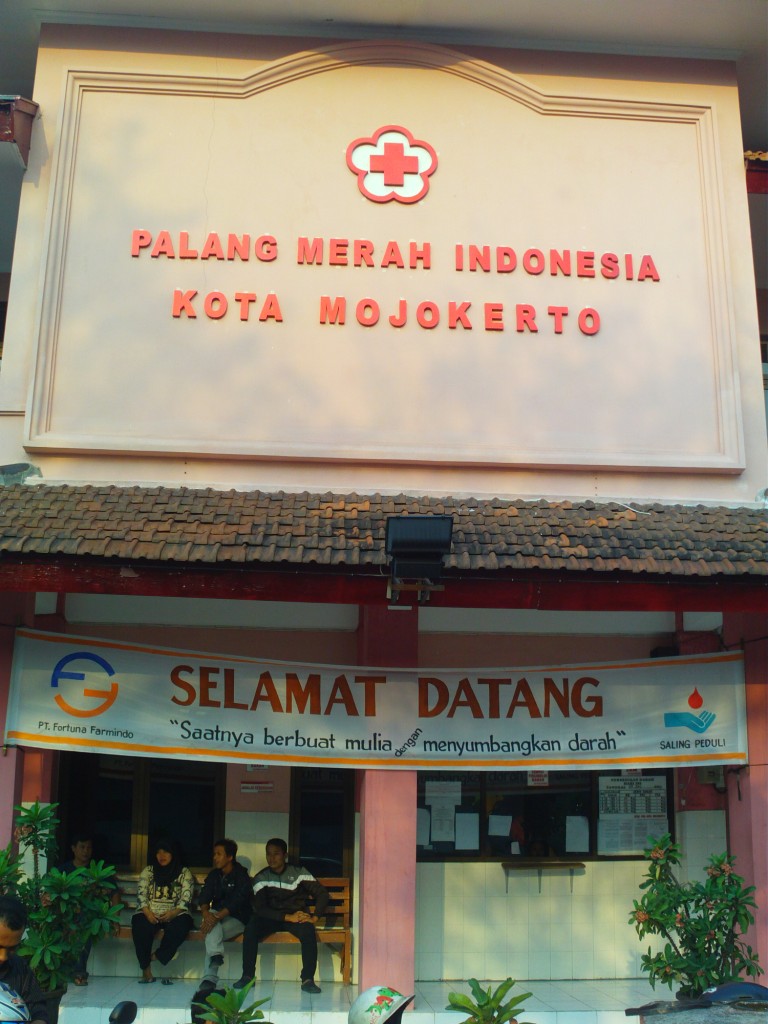 PALANG MERAH INDONESIA
KOTA MOJOKERTO
SELAMAT DATANG
PT. Fortuna Farmindo
"Saatnya berbuat mulia dengan menyumbangkan darah"
SALING PEDULI